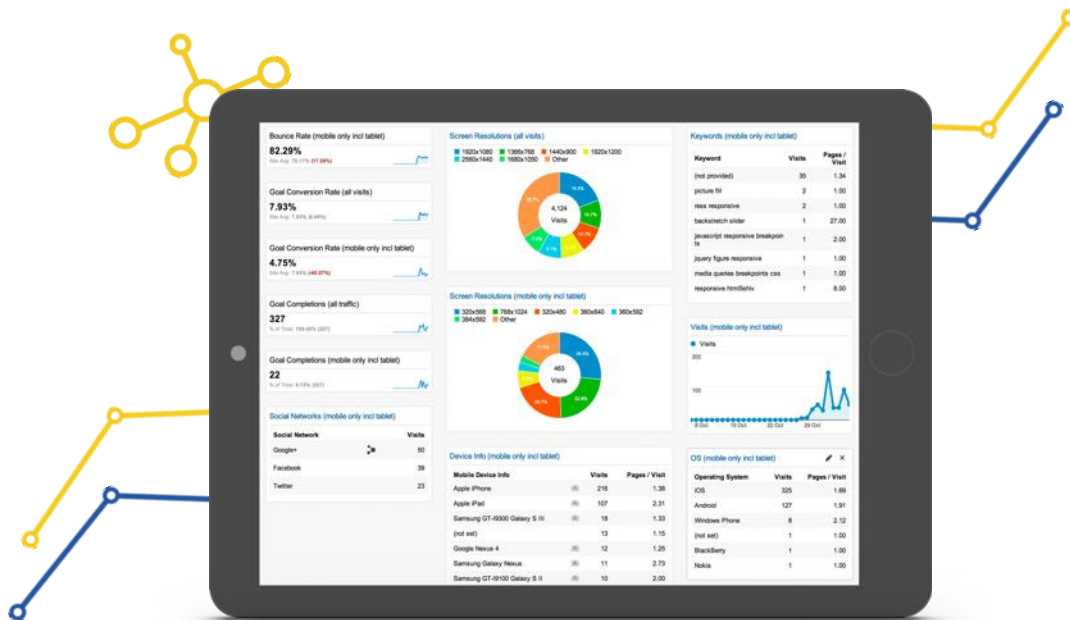 Bounce Rate (mobile only incl tablet)
82.29%
Goal Conversion Rate (all visits)
7.93%
Goal Conversion Rate (mobile only incl tablet)
4.75%
Goal Completions (all traffic)
327
Goal Completions (mobile only incl tablet)
22
Social Networks (mobile only incl tablet)
Social Network Visits
Google+ 50
Facebook 39
Twitter 23
Screen Resolutions (all visits)
1920x1080 1366x768 1440x900 1920x1200
2560x1440 1680x1050 Other
4,124
Visits
Screen Resolutions (mobile only incl tablet)
320x568 768x1024 320x480 360x640 360x592
384x592 Other
463
Visits
Device Info (mobile only incl tablet)
Mobile Device Info Visits Pages / Visit
Apple iPhone 216 1.38
Apple iPad 107 2.31
Samsung GT-I9300 Galaxy S III 18 1.33
(not set) 13 1.15
Google Nexus 4 12 1.25
Samsung Galaxy Nexus 11 2.73
Samsung GT-I9100 Galaxy S II 10 2.00
Keywords (mobile only incl tablet)
Keyword Visits Pages /
Visit
(not provided) 35 1.34
picture fill 2 1.00
ress responsive 2 1.00
backstretch slider 1 27.00
javascript responsive breakpoin
ts 1 2.00
jquery figure responsive 1 1.00
media queries breakpoints css 1 1.00
responsive html5shiv 1 8.00
Visits (mobile only incl tablet)
Visits
200
100
8 Oct 15 Oct 22 Oct 29 Oct
OS (mobile only incl tablet)
Operating System Visits Pages / Visit
iOS 325 1.69
Android 127 1.91
Windows Phone 8 2.12
(not set) 1 1.00
BlackBerry 1 1.00
Nokia 1 1.00